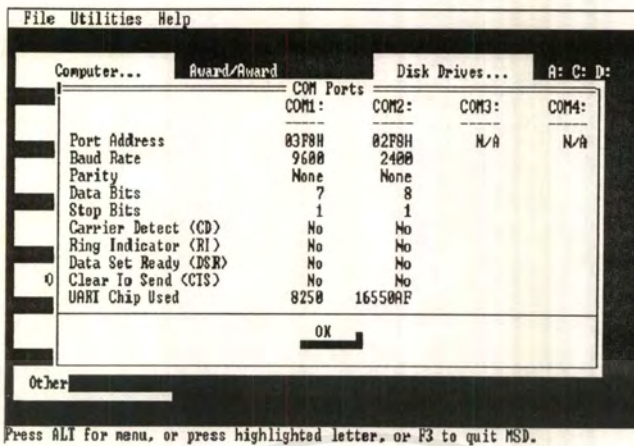 File Utilities Help
Computer... Award/Award Disk Drives... A: C: D:
COM Ports
COM1: COM2: COM3: COM4:
----- ----- ----- -----
Port Address 03F8H 02F8H N/A N/A
Baud Rate 9600 2400
Parity None None
Data Bits 7 8
Stop Bits 1 1
Carrier Detect (CD) No No
Ring Indicator (RI) No No
Data Set Ready (DSR) No No
Clear To Send (CTS) No No
UART Chip Used 8250 16550AF
OK
Other
Press ALT for menu, or press highlighted letter, or F3 to quit MSD.